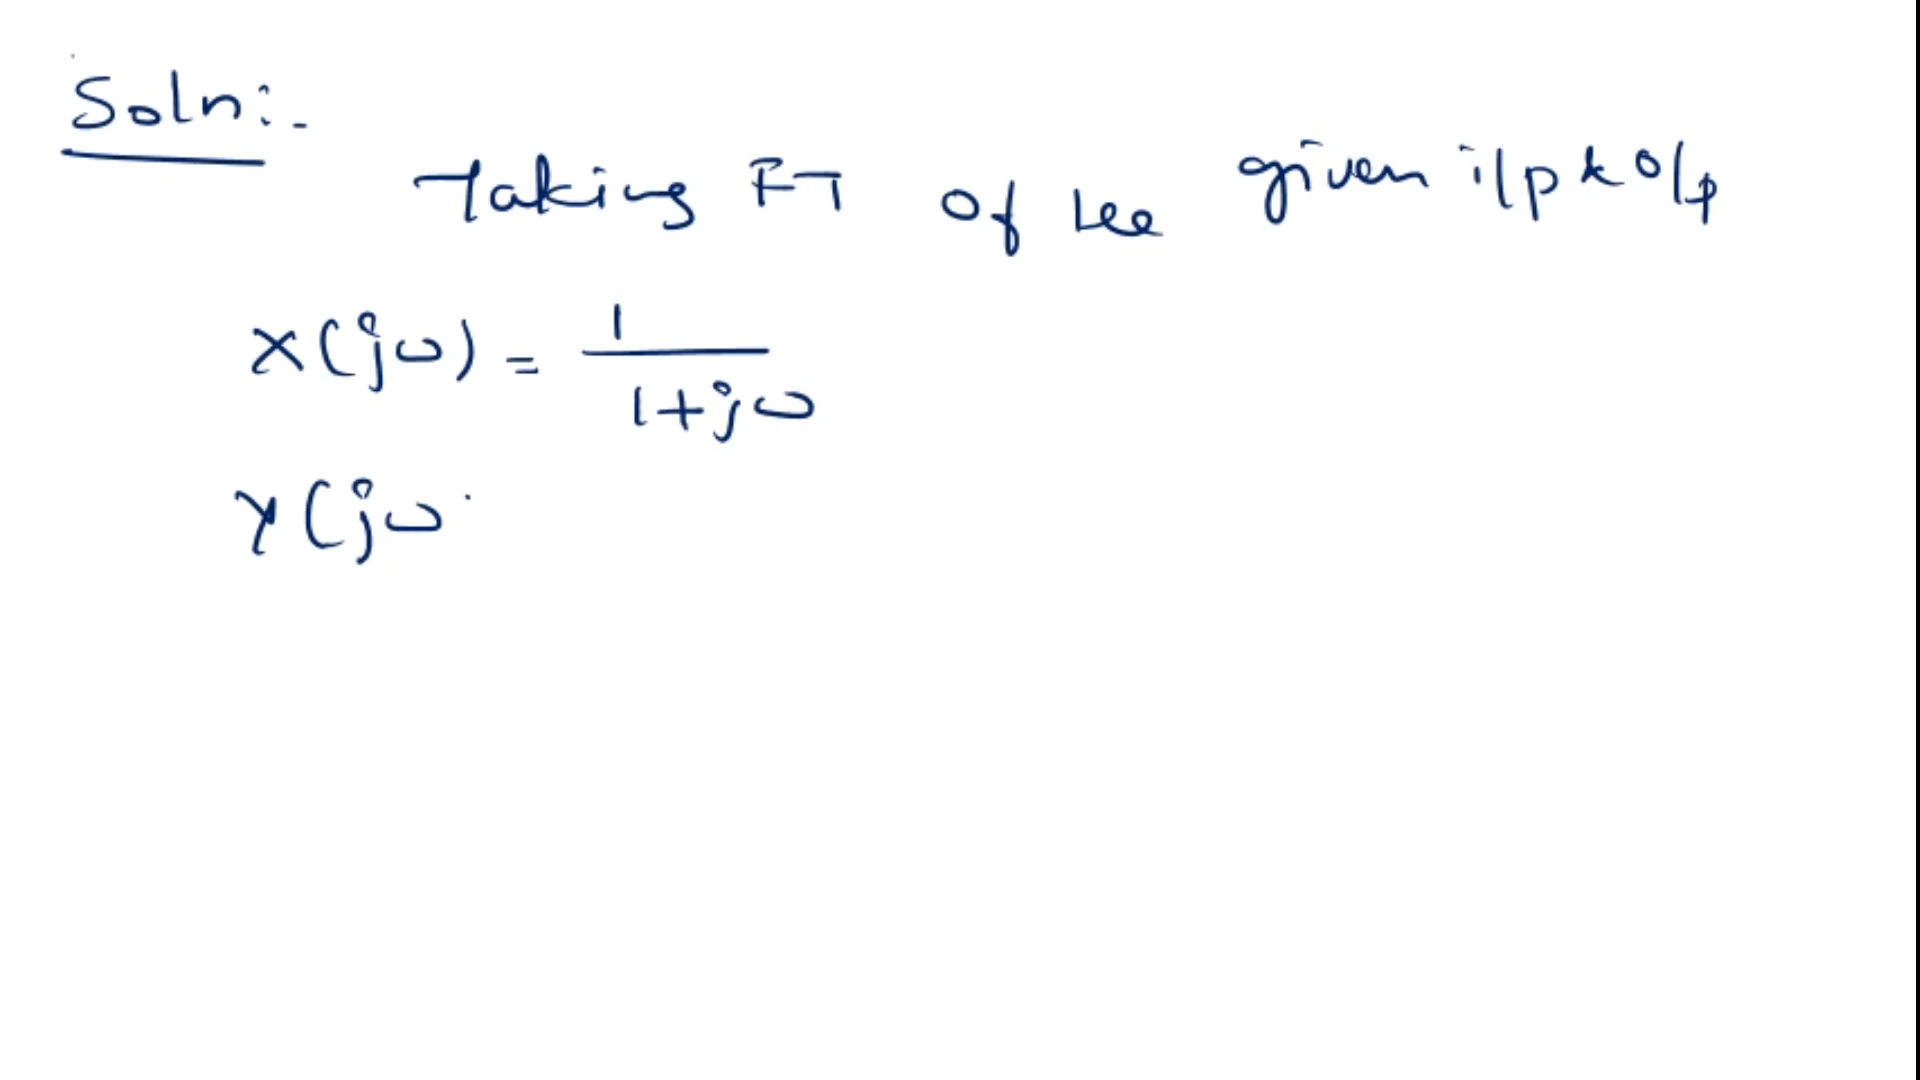 Soln:-
Taking FT of the given i/p & o/p
X(jω) = 1/(1+jω)
Y(jω